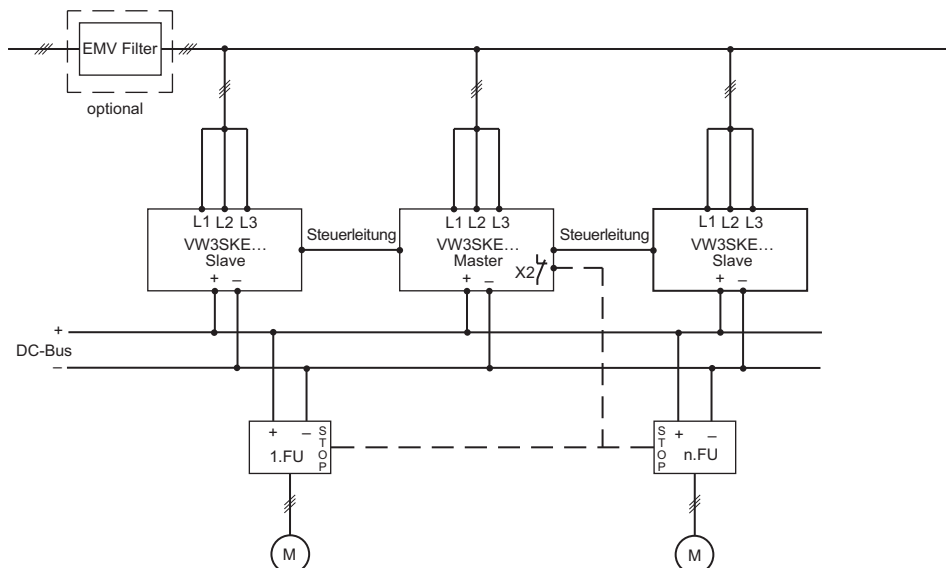 EMV Filter
optional
L1 L2 L3
VW3SKE...
Slave
+ –
Steuerleitung
L1 L2 L3
VW3SKE...
Master
X2
+ –
Steuerleitung
L1 L2 L3
VW3SKE...
Slave
+ –
+
DC-Bus
–
+ –
1.FU
STOP
M
STOP
+ –
n.FU
M